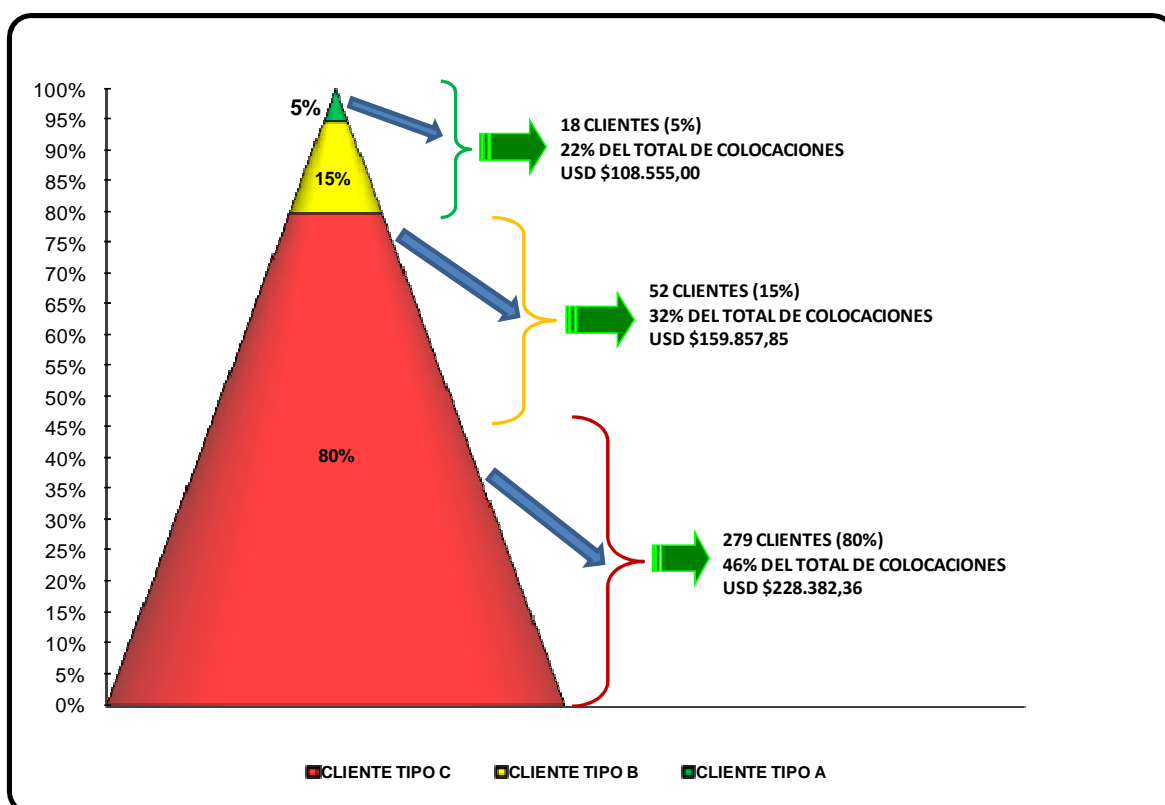 100%
95%
90%
85%
80%
75%
70%
65%
60%
55%
50%
45%
40%
35%
30%
25%
20%
15%
10%
5%
0%
5%
15%
80%
18 CLIENTES (5%)
22% DEL TOTAL DE COLOCACIONES
USD $108.555,00
52 CLIENTES (15%)
32% DEL TOTAL DE COLOCACIONES
USD $159.857,85
279 CLIENTES (80%)
46% DEL TOTAL DE COLOCACIONES
USD $228.382,36
CLIENTE TIPO C CLIENTE TIPO B CLIENTE TIPO A